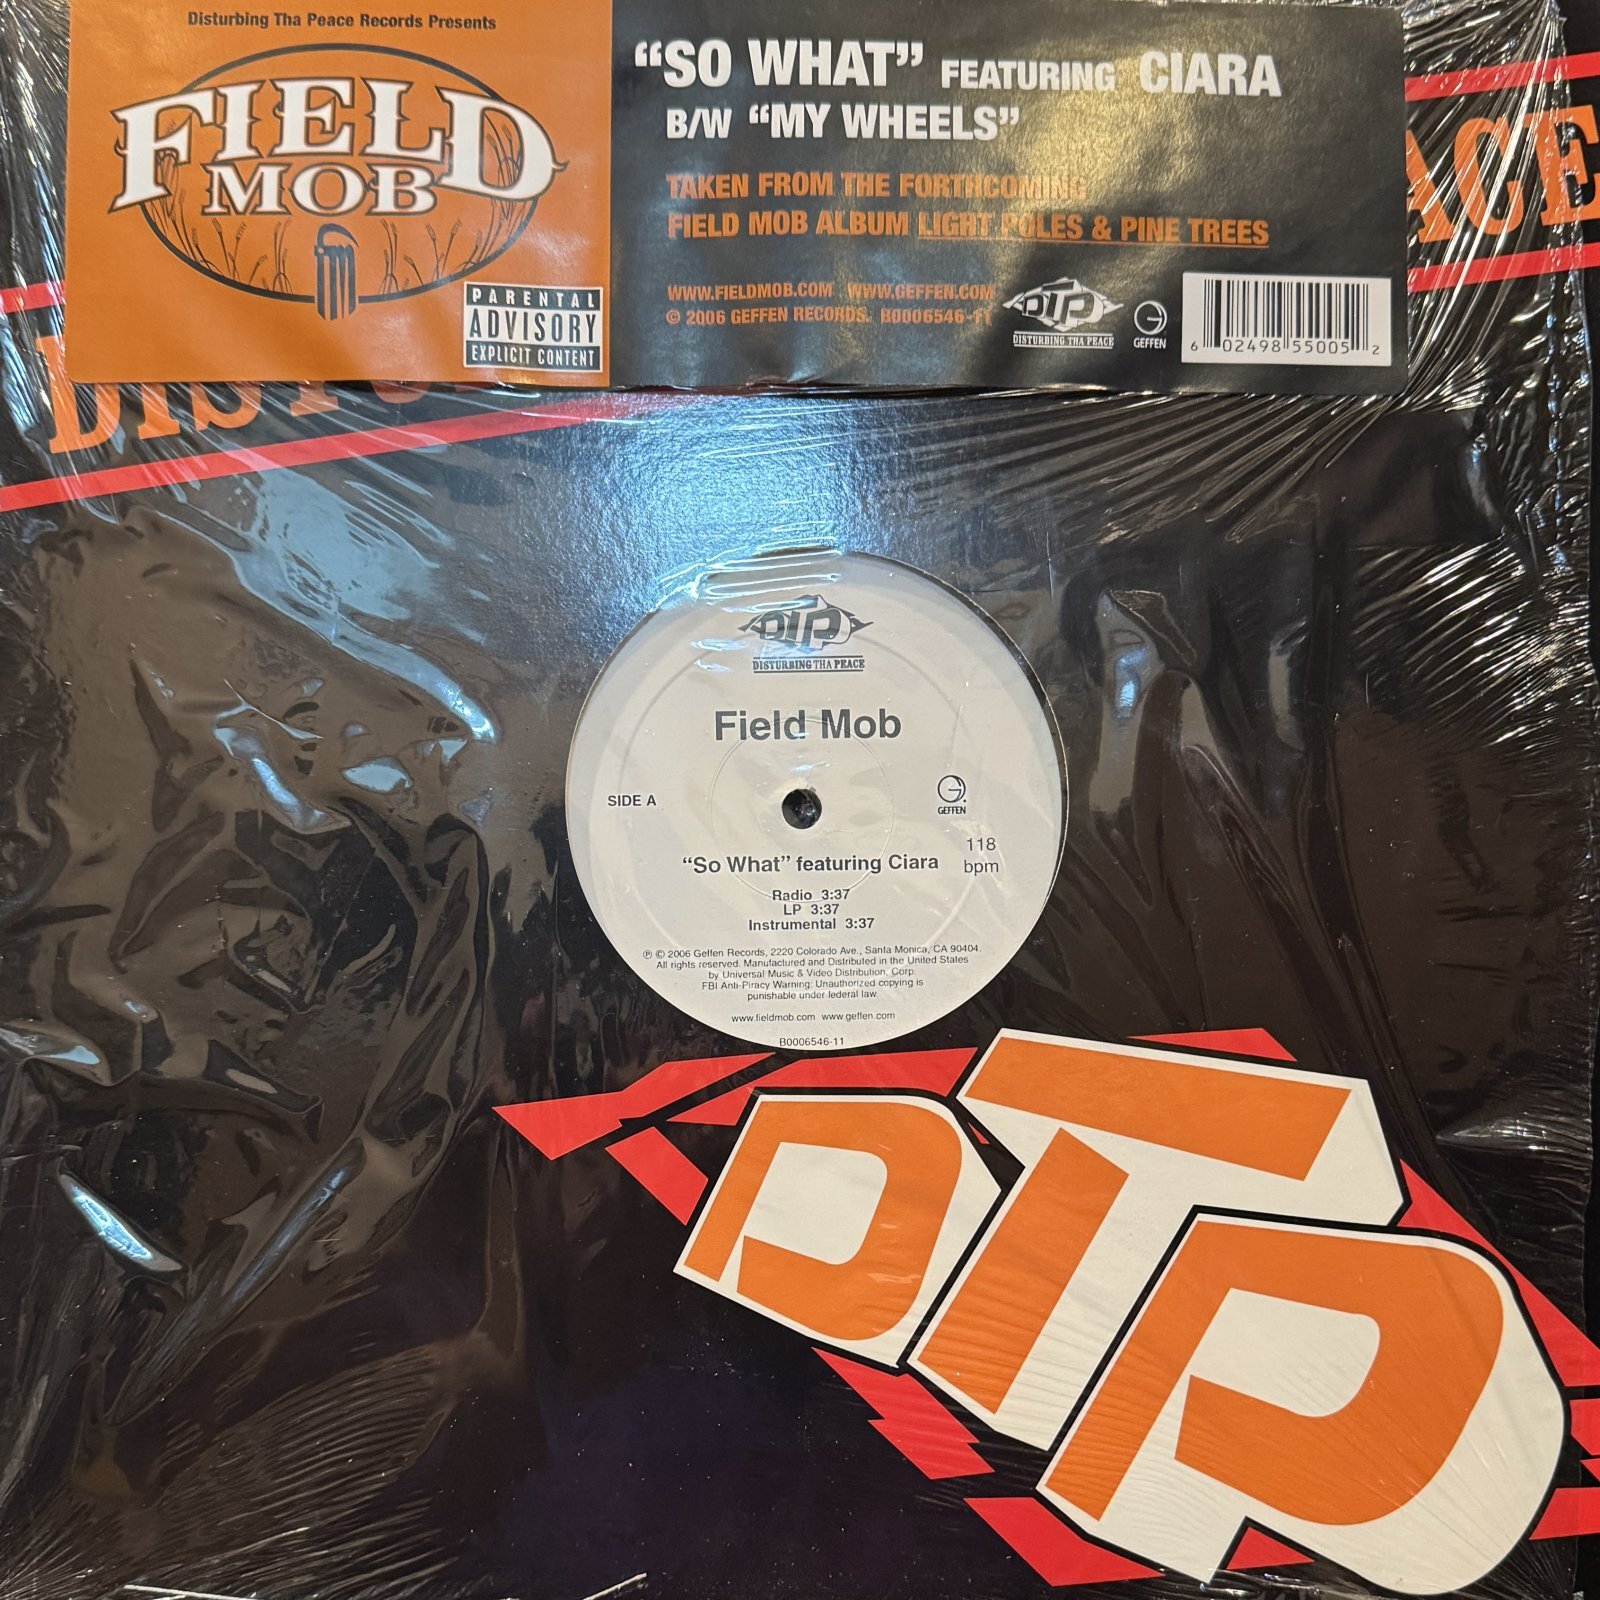 Disturbing Tha Peace Records Presents
FIELD
MOB
PARENTAL
ADVISORY
EXPLICIT CONTENT
“SO WHAT” FEATURING CIARA
B/W “MY WHEELS”
TAKEN FROM THE FORTHCOMING
FIELD MOB ALBUM LIGHT POLES & PINE TREES
WWW.FIELDMOB.COM WWW.GEFFEN.COM
© 2006 GEFFEN RECORDS. B0006546-11
DTP
DISTURBING THA PEACE
GEFFEN
6 02498 55005 2
DISTU
ACE
DTP
DISTURBING THA PEACE
Field Mob
SIDE A
GEFFEN
118
bpm
“So What” featuring Ciara
Radio 3:37
LP 3:37
Instrumental 3:37
℗ © 2006 Geffen Records, 2220 Colorado Ave., Santa Monica, CA 90404.
All rights reserved. Manufactured and Distributed in the United States
by Universal Music & Video Distribution, Corp.
FBI Anti-Piracy Warning: Unauthorized copying is
punishable under federal law.
www.fieldmob.com www.geffen.com
B0006546-11
DTP